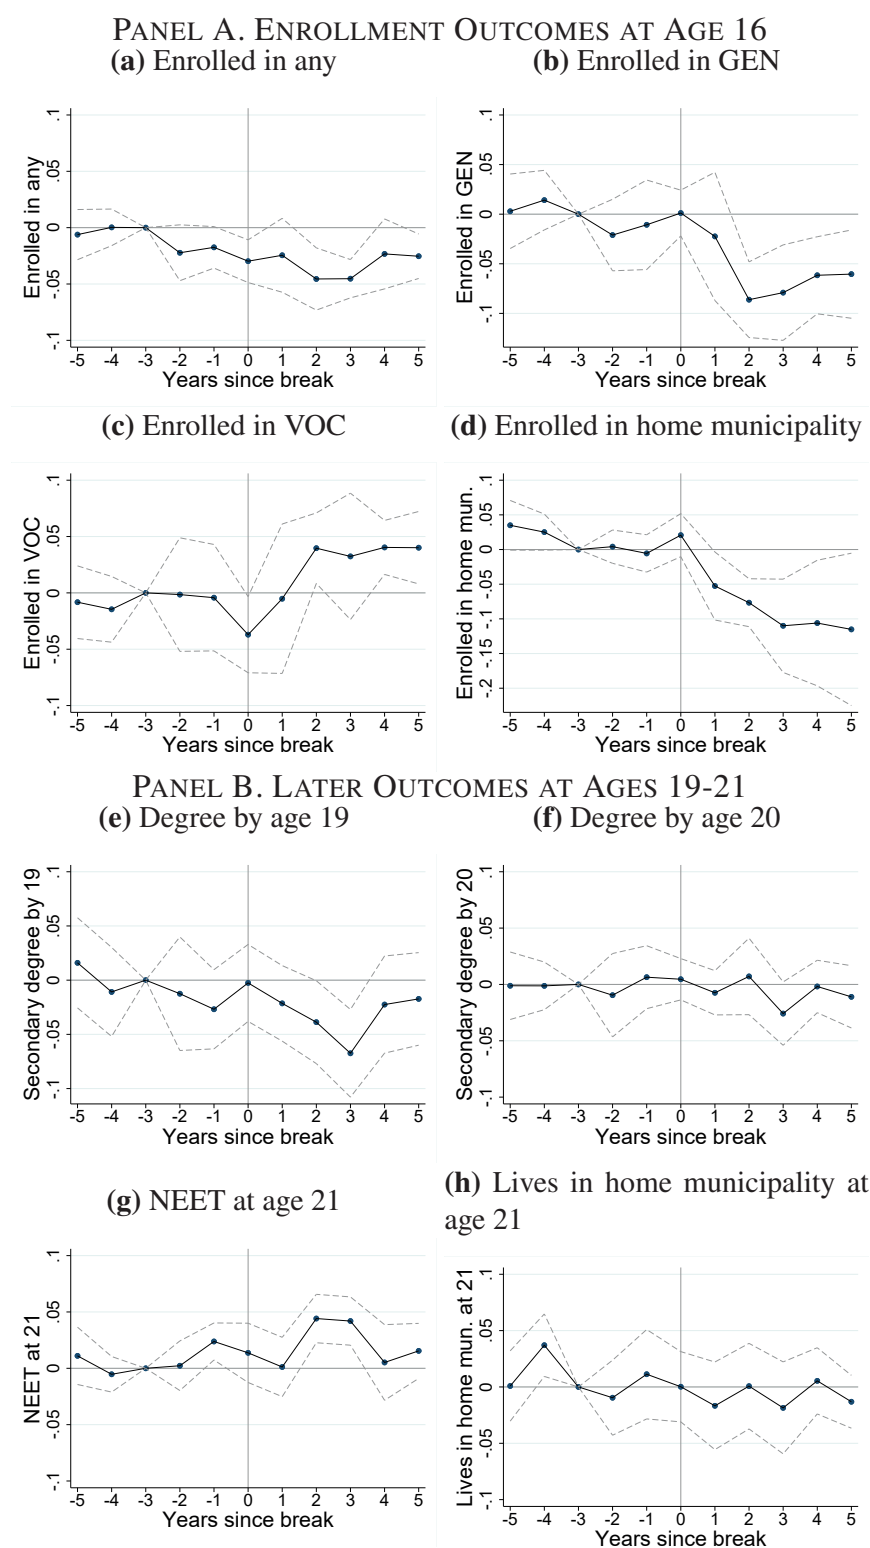 PANEL A. ENROLLMENT OUTCOMES AT AGE 16
(a) Enrolled in any
(b) Enrolled in GEN
Enrolled in any
.1
.05
0
-.05
-.1
-5 -4 -3 -2 -1 0 1 2 3 4 5
Years since break
Enrolled in GEN
.1
.05
0
-.05
-.1
-5 -4 -3 -2 -1 0 1 2 3 4 5
Years since break
(c) Enrolled in VOC
(d) Enrolled in home municipality
Enrolled in VOC
.1
.05
0
-.05
-.1
-5 -4 -3 -2 -1 0 1 2 3 4 5
Years since break
Enrolled in home mun.
.1
.05
0
-.05
-.1
-.15
-.2
-5 -4 -3 -2 -1 0 1 2 3 4 5
Years since break
PANEL B. LATER OUTCOMES AT AGES 19-21
(e) Degree by age 19
(f) Degree by age 20
Secondary degree by 19
.1
.05
0
-.05
-.1
-5 -4 -3 -2 -1 0 1 2 3 4 5
Years since break
Secondary degree by 20
.1
.05
0
-.05
-.1
-5 -4 -3 -2 -1 0 1 2 3 4 5
Years since break
(g) NEET at age 21
(h) Lives in home municipality at
age 21
NEET at 21
.1
.05
0
-.05
-.1
-5 -4 -3 -2 -1 0 1 2 3 4 5
Years since break
Lives in home mun. at 21
.1
.05
0
-.05
-.1
-5 -4 -3 -2 -1 0 1 2 3 4 5
Years since break